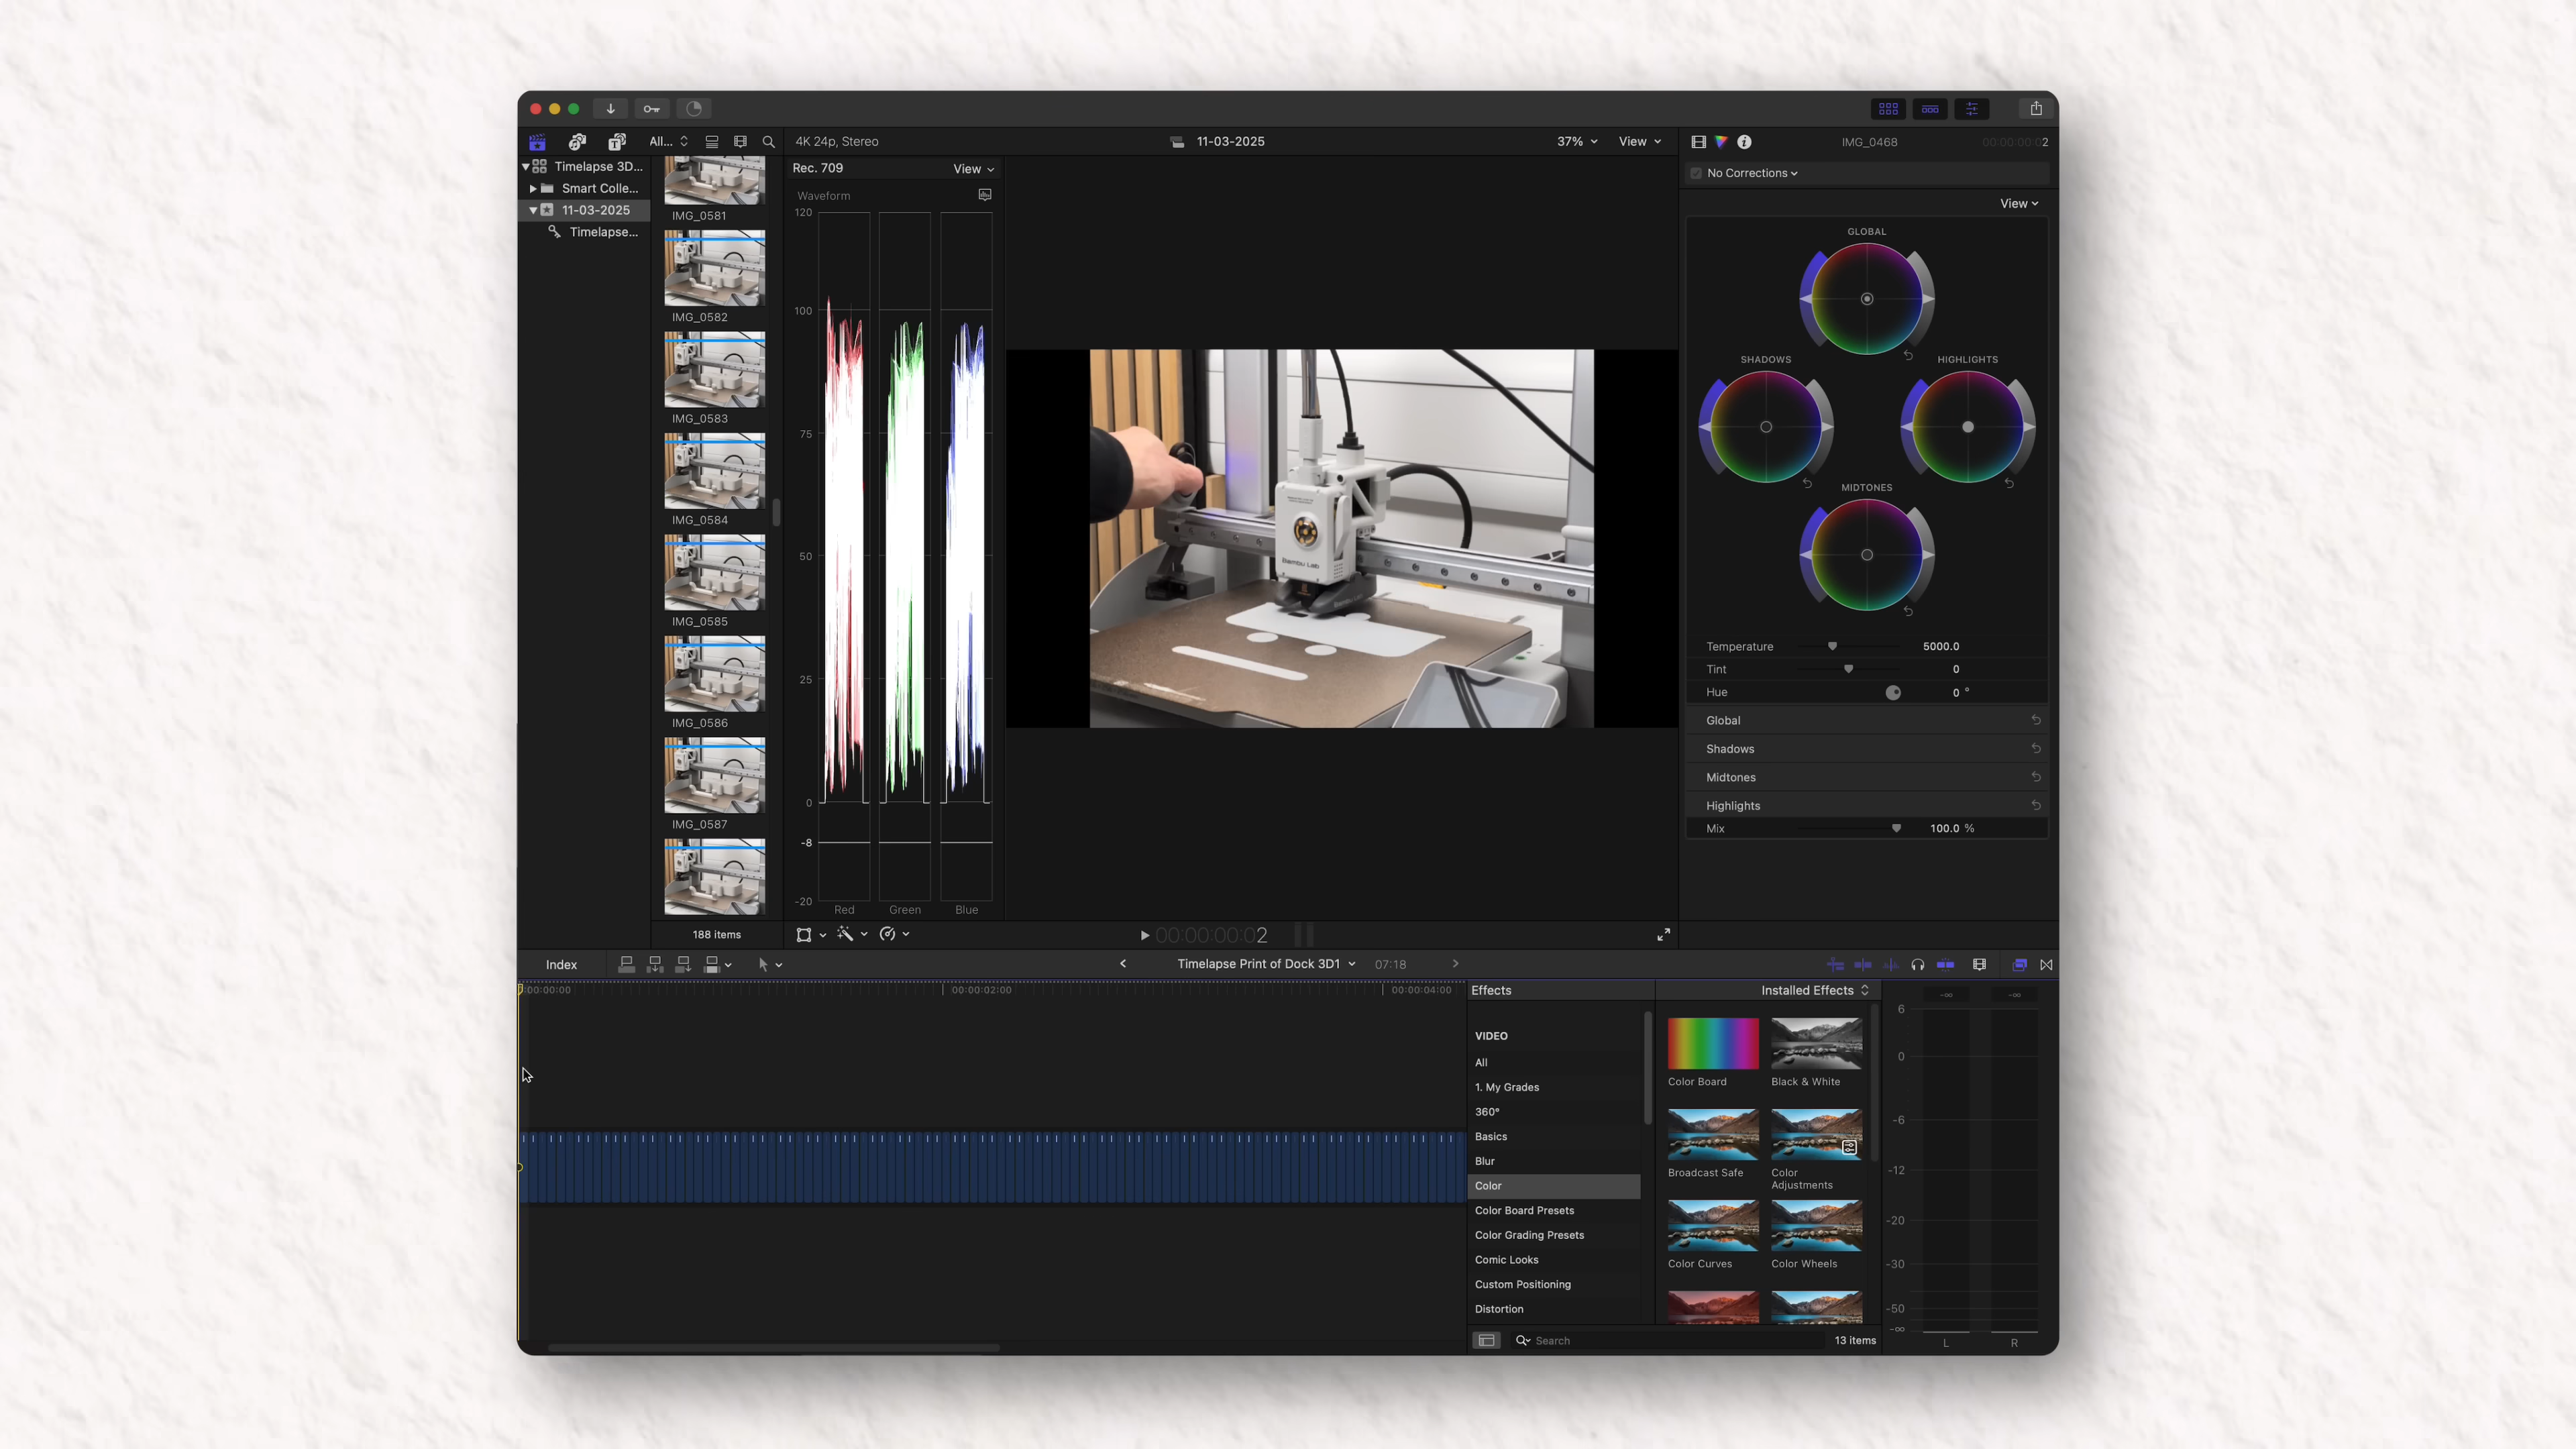 All...
4K 24p, Stereo
11-03-2025
37%
View
IMG_0468
00:00:00:02
Timelapse 3D...
Smart Colle...
11-03-2025
Timelapse...
IMG_0581
IMG_0582
IMG_0583
IMG_0584
IMG_0585
IMG_0586
IMG_0587
188 items
Rec. 709
View
Waveform
120
100
75
50
25
0
-8
-20
Red
Green
Blue
Bambu Lab
00:00:00:02
No Corrections
View
GLOBAL
SHADOWS
HIGHLIGHTS
MIDTONES
Temperature 5000.0
Tint 0
Hue 0 °
Global
Shadows
Midtones
Highlights
Mix 100.0 %
Index
Timelapse Print of Dock 3D1
07:18
:00:00:00
00:00:02:00
00:00:04:00
Effects
Installed Effects
VIDEO
All
1. My Grades
360°
Basics
Blur
Color
Color Board Presets
Color Grading Presets
Comic Looks
Custom Positioning
Distortion
Color Board
Black & White
Broadcast Safe
Color
Adjustments
Color Curves
Color Wheels
Search
13 items
-∞ -∞
6
0
-6
-12
-20
-30
-50
-∞
L R